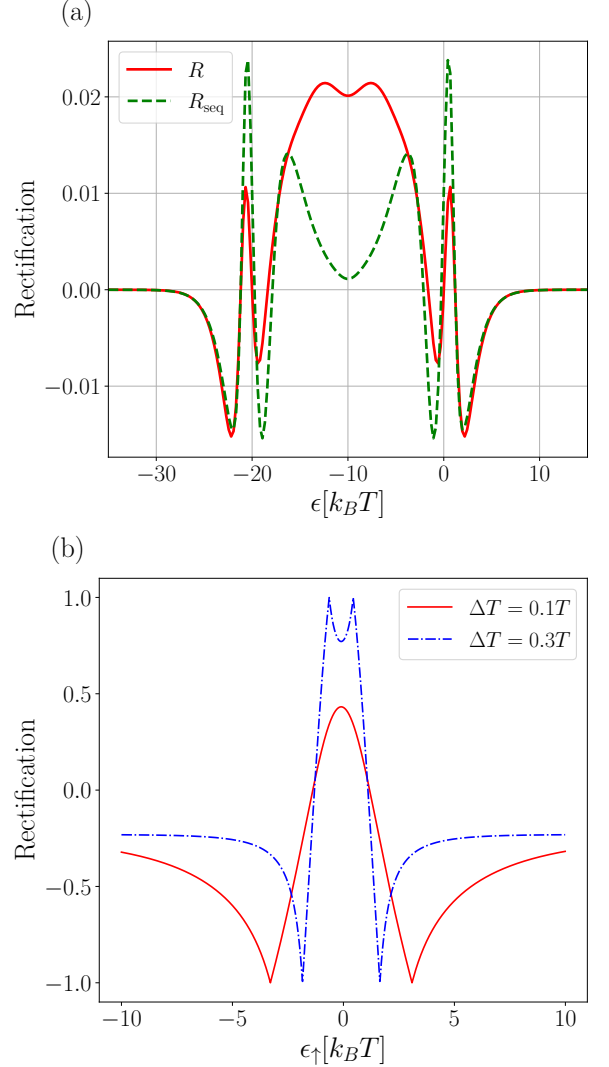 (a)
R
R_seq
Rectification
0.02
0.01
0.00
−0.01
−30 −20 −10 0 10
ϵ[k_BT]
(b)
ΔT = 0.1T
ΔT = 0.3T
Rectification
1.0
0.5
0.0
−0.5
−1.0
−10 −5 0 5 10
ϵ_↑[k_BT]